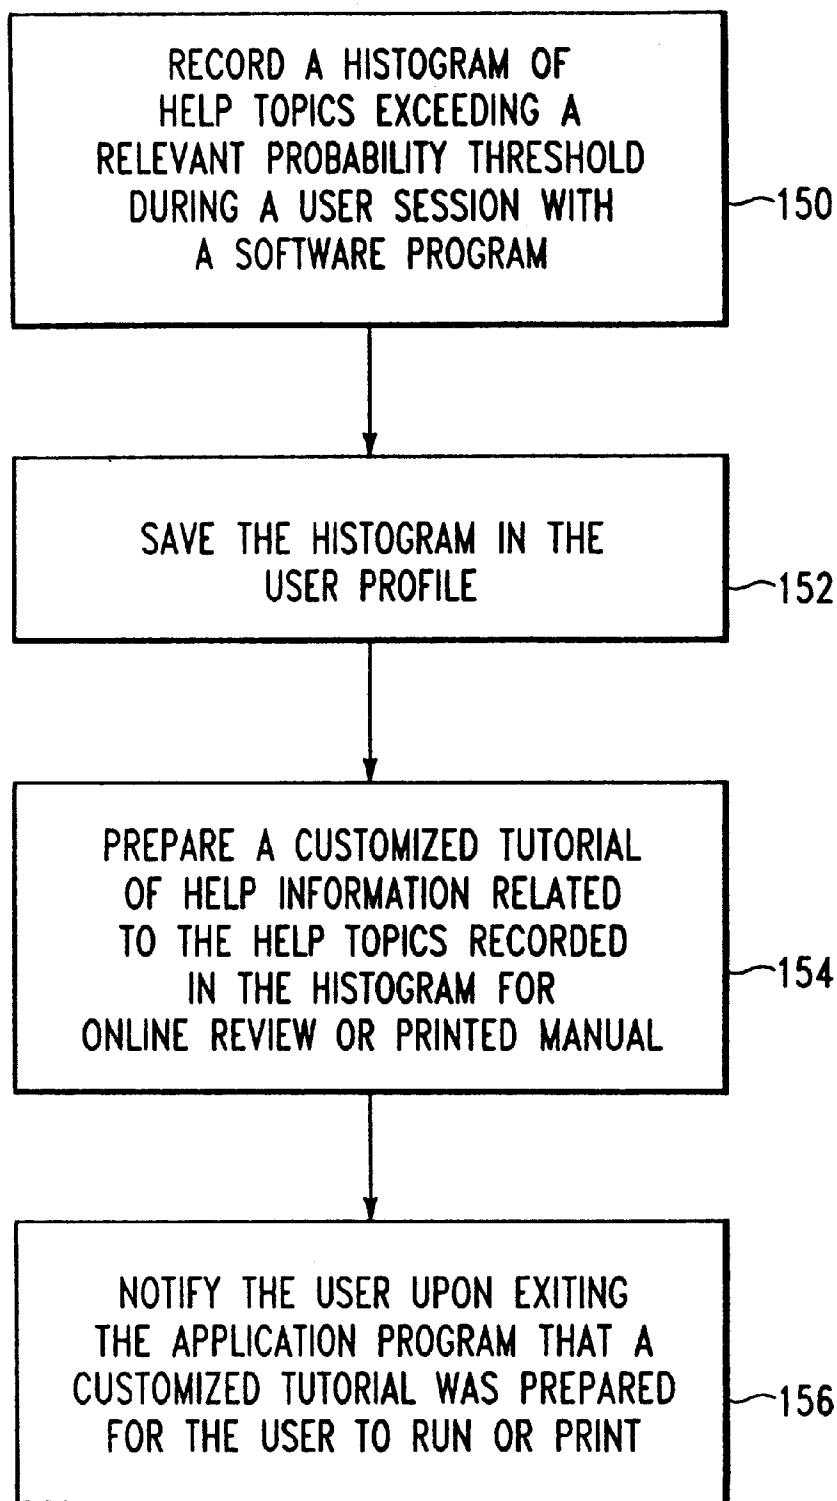 RECORD A HISTOGRAM OF
HELP TOPICS EXCEEDING A
RELEVANT PROBABILITY THRESHOLD
DURING A USER SESSION WITH
A SOFTWARE PROGRAM
150
SAVE THE HISTOGRAM IN THE
USER PROFILE
152
PREPARE A CUSTOMIZED TUTORIAL
OF HELP INFORMATION RELATED
TO THE HELP TOPICS RECORDED
IN THE HISTOGRAM FOR
ONLINE REVIEW OR PRINTED MANUAL
154
NOTIFY THE USER UPON EXITING
THE APPLICATION PROGRAM THAT A
CUSTOMIZED TUTORIAL WAS PREPARED
FOR THE USER TO RUN OR PRINT
156